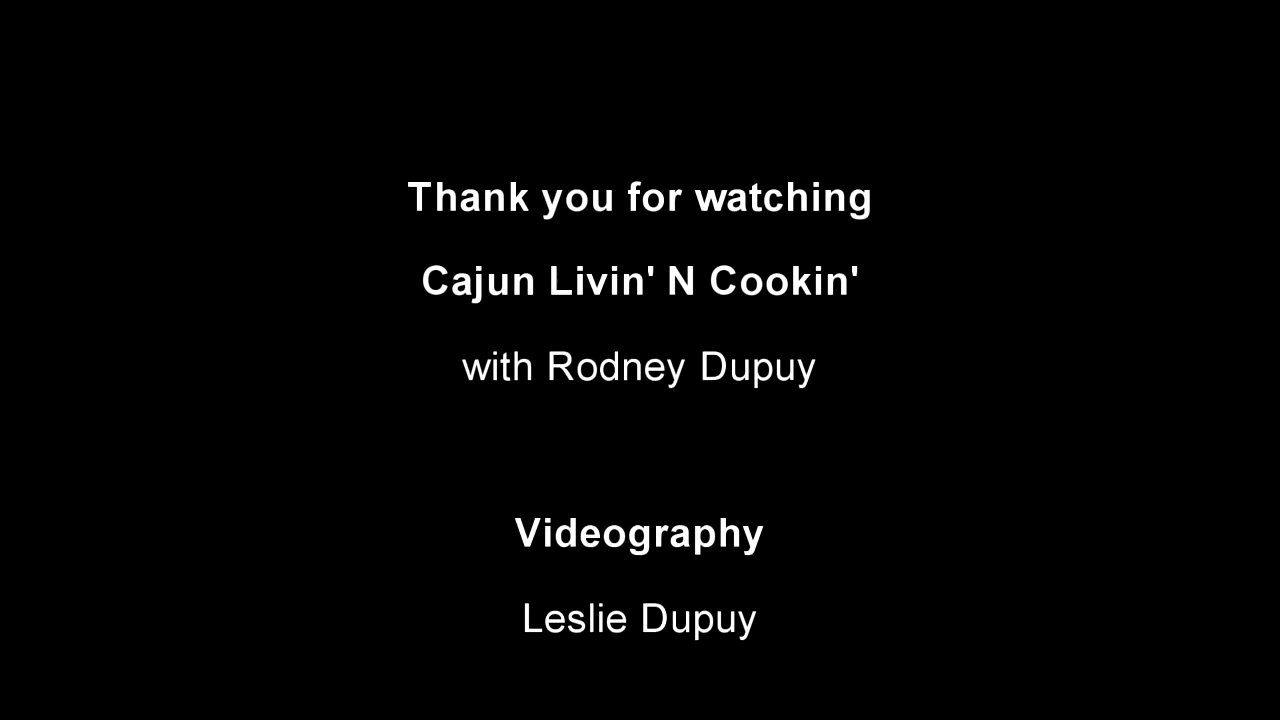 Thank you for watching
Cajun Livin' N Cookin'
with Rodney Dupuy
Videography
Leslie Dupuy